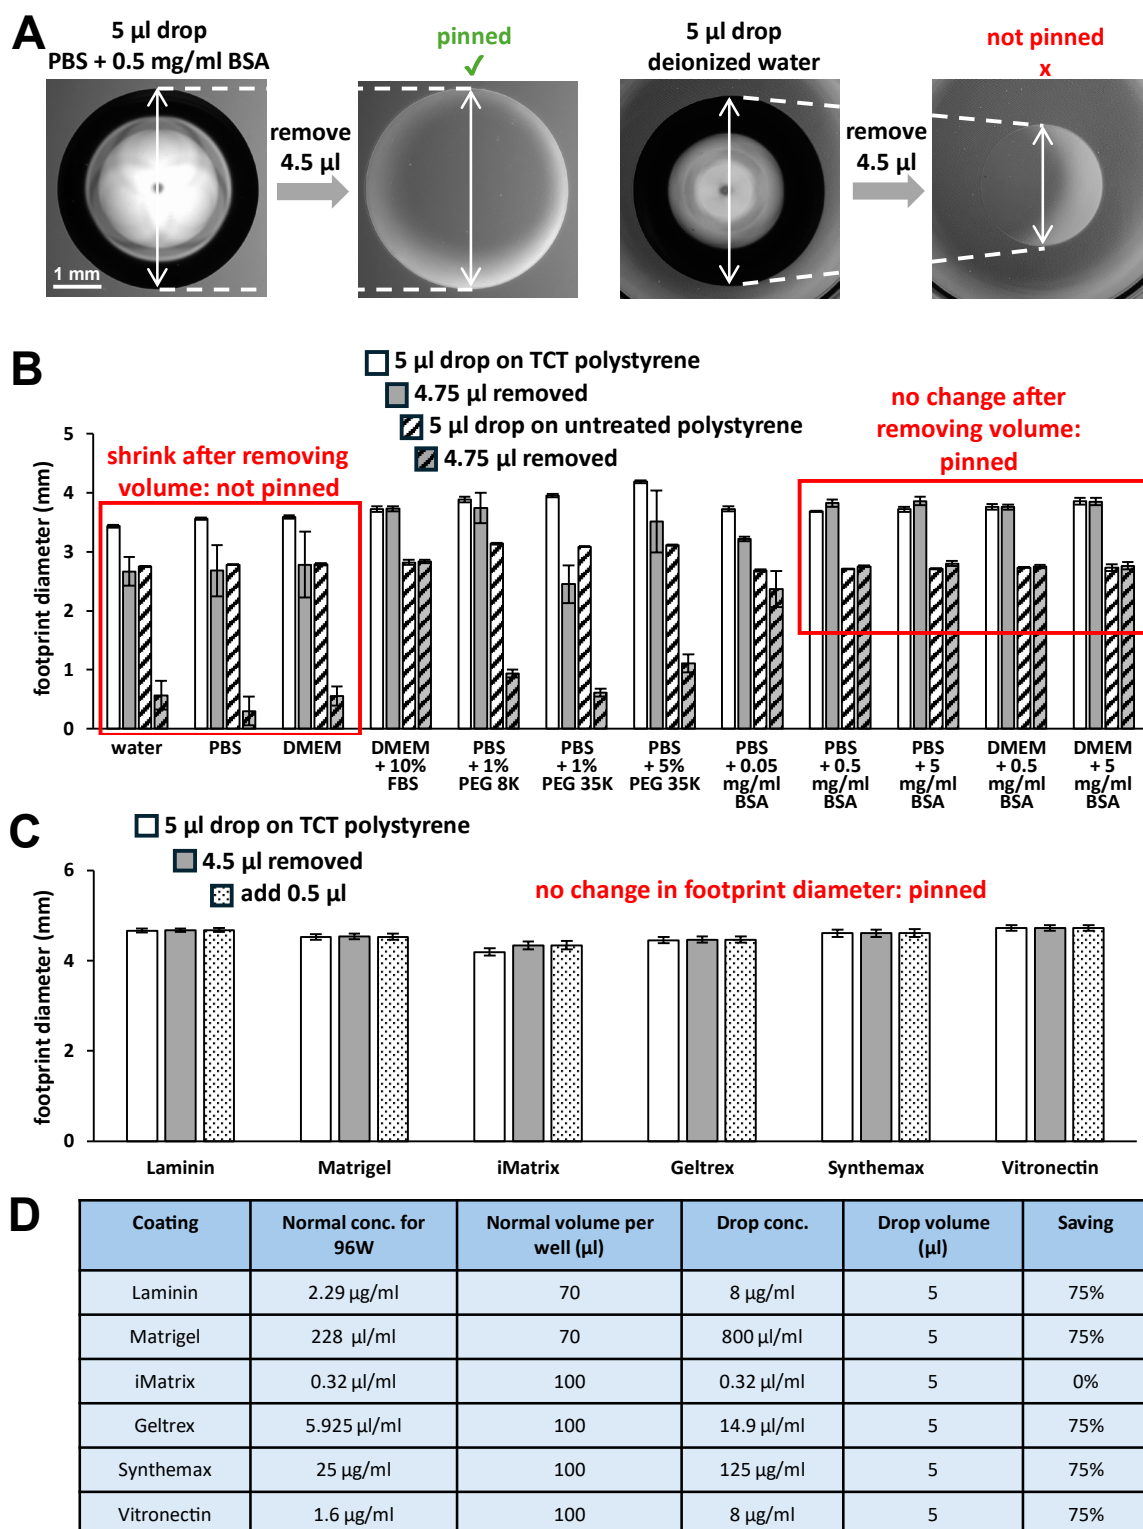 A
5 µl drop
PBS + 0.5 mg/ml BSA
pinned
✓
5 µl drop
deionized water
not pinned
x
remove
4.5 µl
remove
4.5 µl
1 mm
B
5 µl drop on TCT polystyrene
4.75 µl removed
5 µl drop on untreated polystyrene
4.75 µl removed
no change after
removing volume:
pinned
shrink after removing
volume: not pinned
footprint diameter (mm)
5
4
3
2
1
0
water
PBS
DMEM
DMEM
+ 10%
FBS
PBS
+ 1%
PEG 8K
PBS
+ 1%
PEG 35K
PBS
+ 5%
PEG 35K
PBS
+ 0.05
mg/ml
BSA
PBS
+ 0.5
mg/ml
BSA
PBS
+ 5
mg/ml
BSA
DMEM
+ 0.5
mg/ml
BSA
DMEM
+ 5
mg/ml
BSA
C
5 µl drop on TCT polystyrene
4.5 µl removed
add 0.5 µl
no change in footprint diameter: pinned
footprint diameter (mm)
6
4
2
0
Laminin
Matrigel
iMatrix
Geltrex
Synthemax
Vitronectin
D
Coating Normal conc. for 96W Normal volume per well (µl) Drop conc. Drop volume (µl) Saving
Laminin 2.29 µg/ml 70 8 µg/ml 5 75%
Matrigel 228 µl/ml 70 800 µl/ml 5 75%
iMatrix 0.32 µl/ml 100 0.32 µl/ml 5 0%
Geltrex 5.925 µl/ml 100 14.9 µl/ml 5 75%
Synthemax 25 µg/ml 100 125 µg/ml 5 75%
Vitronectin 1.6 µg/ml 100 8 µg/ml 5 75%